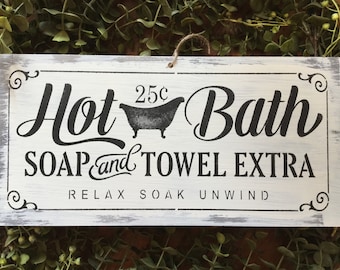 25¢
Hot Bath
SOAP and TOWEL EXTRA
RELAX SOAK UNWIND